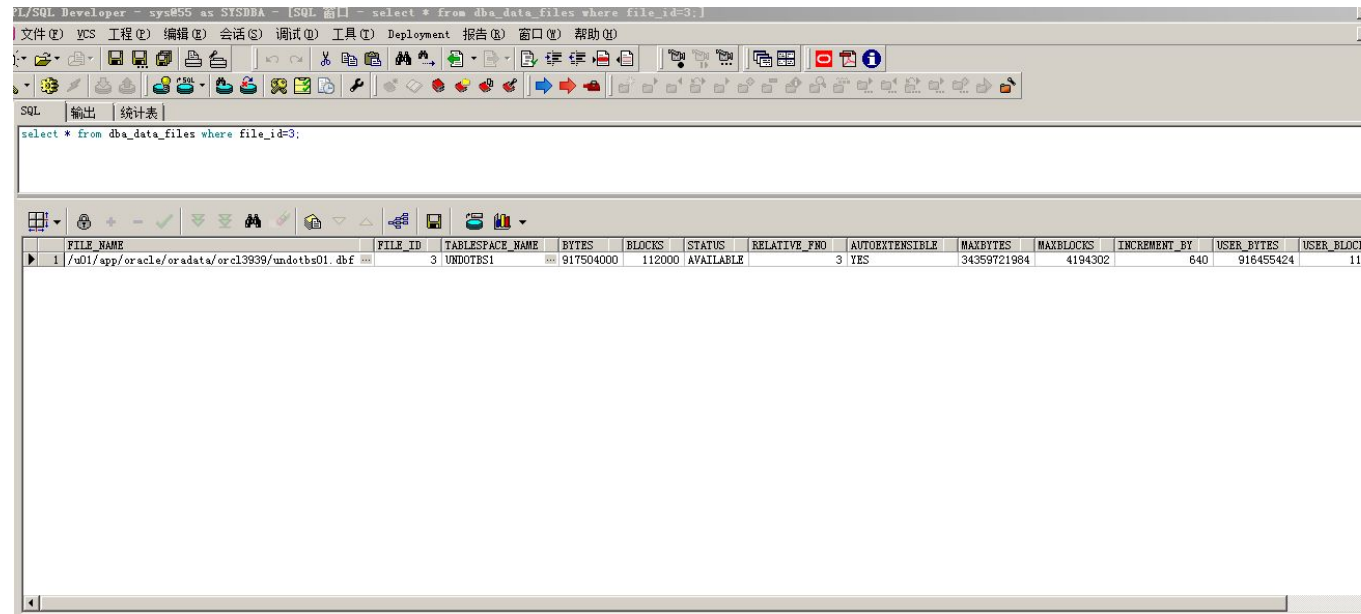 PL/SQL Developer - sys@55 as SYSDBA - [SQL 窗口 - select * from dba_data_files where file_id=3;]
文件(F) VCS 工程(P) 编辑(E) 会话(S) 调试(D) 工具(T) Deployment 报告(R) 窗口(W) 帮助(H)
SQL 输出 统计表
select * from dba_data_files where file_id=3;
FILE_NAME FILE_ID TABLESPACE_NAME BYTES BLOCKS STATUS RELATIVE_FNO AUTOEXTENSIBLE MAXBYTES MAXBLOCKS INCREMENT_BY USER_BYTES USER_BLOC
1 /u01/app/oracle/oradata/orcl3939/undotbs01.dbf ... 3 UNDOTBS1 ... 917504000 112000 AVAILABLE 3 YES 34359721984 4194302 640 916455424 11